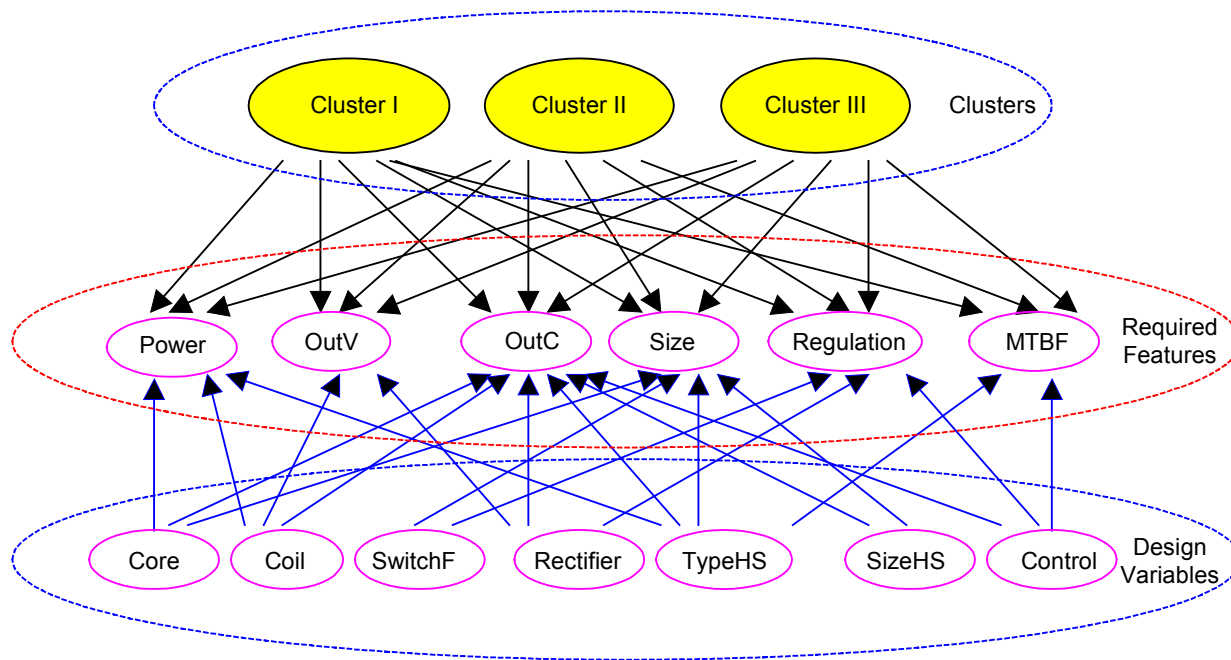 Cluster I
Cluster II
Cluster III
Clusters
Power
OutV
OutC
Size
Regulation
MTBF
Required
Features
Core
Coil
SwitchF
Rectifier
TypeHS
SizeHS
Control
Design
Variables